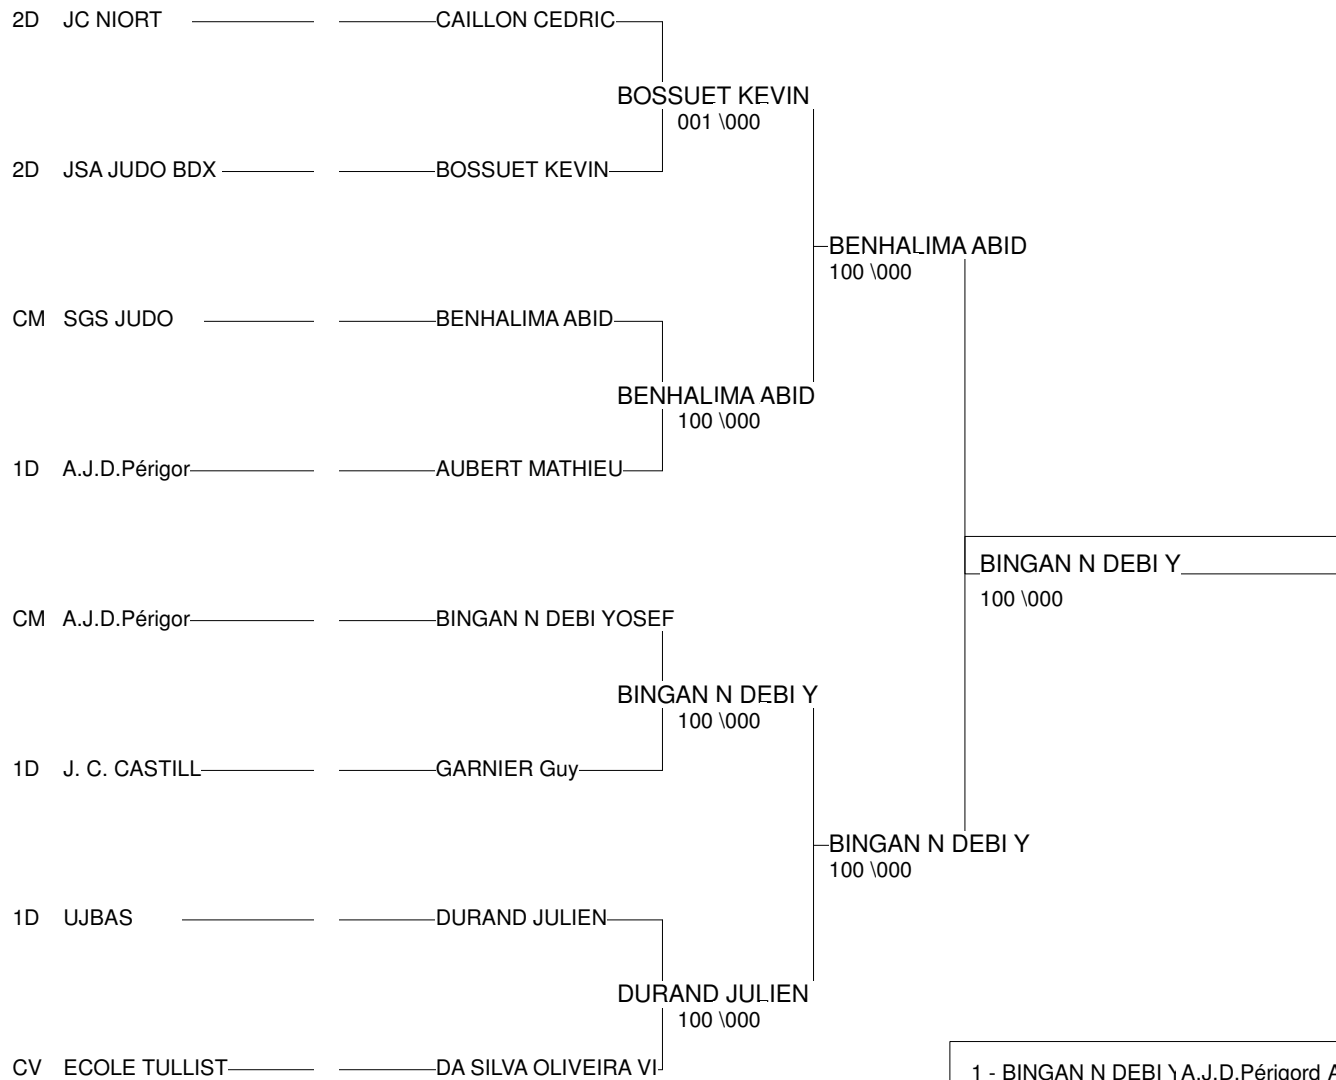 2D JC NIORT CAILLON CEDRIC
BOSSUET KEVIN
001 \000
2D JSA JUDO BDX BOSSUET KEVIN
BENHALIMA ABID
100 \000
CM SGS JUDO BENHALIMA ABID
BENHALIMA ABID
100 \000
1D A.J.D.Périgor AUBERT MATHIEU
BINGAN N DEBI Y
100 \000
CM A.J.D.Périgor BINGAN N DEBI YOSEF
BINGAN N DEBI Y
100 \000
1D J. C. CASTILL GARNIER Guy
BINGAN N DEBI Y
100 \000
1D UJBAS DURAND JULIEN
DURAND JULIEN
100 \000
CV ECOLE TULLIST DA SILVA OLIVEIRA VI
1 - BINGAN N DEBI Y A.J.D.Périgord A